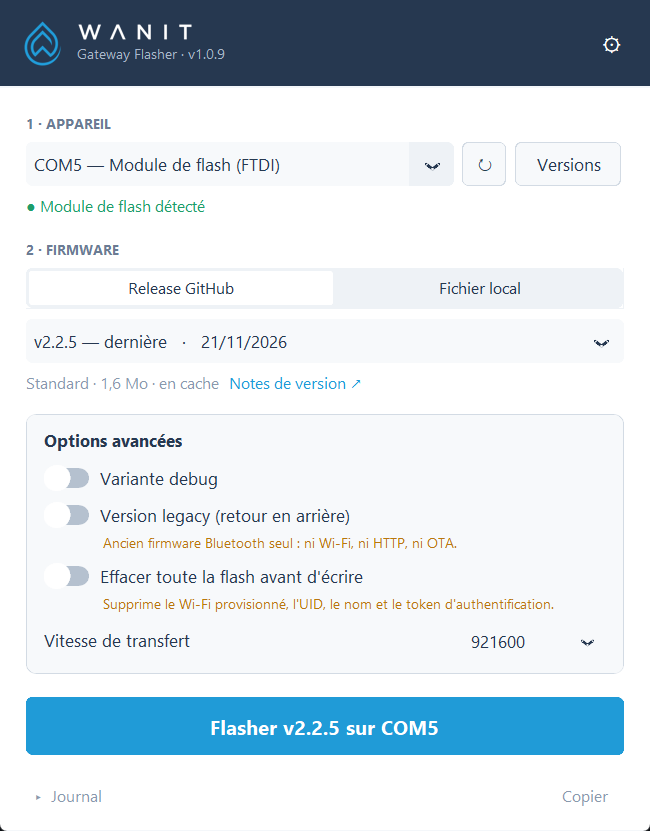 WANIT
Gateway Flasher · v1.0.9
1 · APPAREIL
COM5 — Module de flash (FTDI)
Versions
● Module de flash détecté
2 · FIRMWARE
Release GitHub
Fichier local
v2.2.5 — dernière · 21/11/2026
Standard · 1,6 Mo · en cache Notes de version ↗
Options avancées
Variante debug
Version legacy (retour en arrière)
Ancien firmware Bluetooth seul : ni Wi-Fi, ni HTTP, ni OTA.
Effacer toute la flash avant d'écrire
Supprime le Wi-Fi provisionné, l'UID, le nom et le token d'authentification.
Vitesse de transfert
921600
Flasher v2.2.5 sur COM5
▸ Journal
Copier